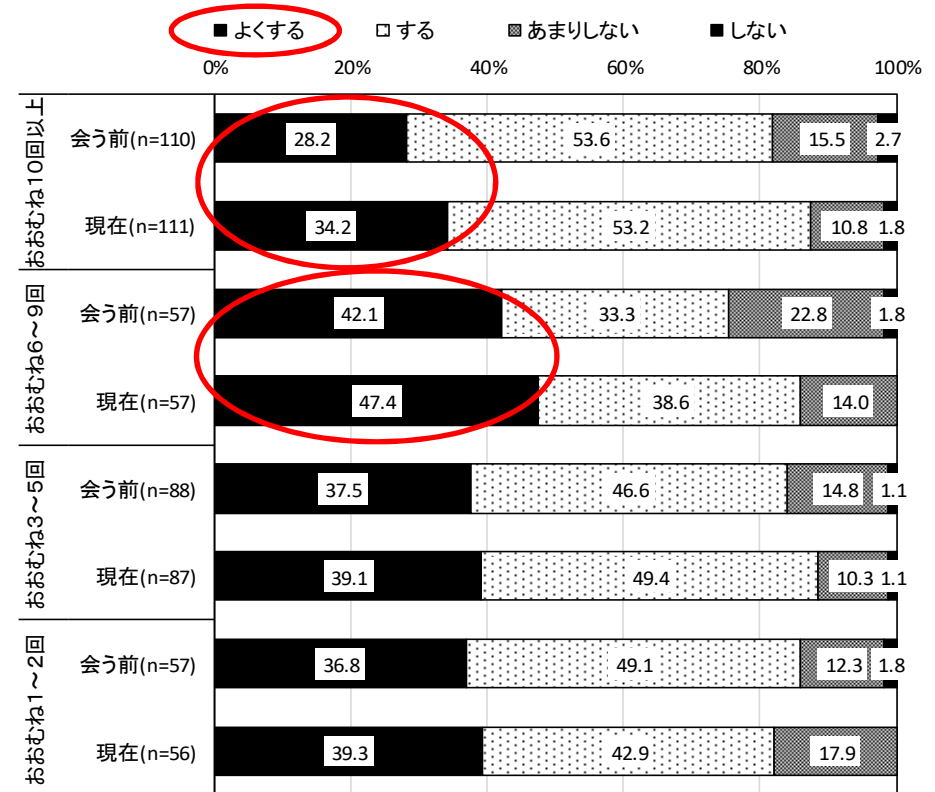 ■よくする □する ■あまりしない ■しない
0% 20% 40% 60% 80% 100%
おおむね10回以上
会う前(n=110) 28.2 53.6 15.5 2.7
現在(n=111) 34.2 53.2 10.8 1.8
おおむね6～9回
会う前(n=57) 42.1 33.3 22.8 1.8
現在(n=57) 47.4 38.6 14.0
おおむね3～5回
会う前(n=88) 37.5 46.6 14.8 1.1
現在(n=87) 39.1 49.4 10.3 1.1
おおむね1～2回
会う前(n=57) 36.8 49.1 12.3 1.8
現在(n=56) 39.3 42.9 17.9